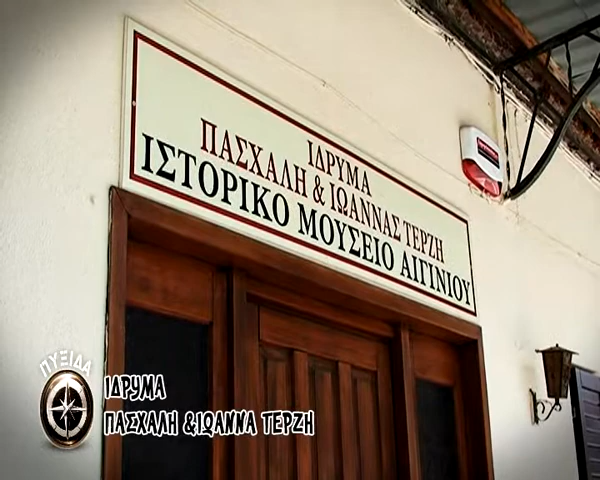 ΙΔΡΥΜΑ
ΠΑΣΧΑΛΗ & ΙΩΑΝΝΑΣ ΤΕΡΖΗ
ΙΣΤΟΡΙΚΟ ΜΟΥΣΕΙΟ ΑΙΓΙΝΙΟΥ
ΠΥΞΙΔΑ
ΙΔΡΥΜΑ
ΠΑΣΧΑΛΗ &ΙΩΑΝΝΑ ΤΕΡΖΗ